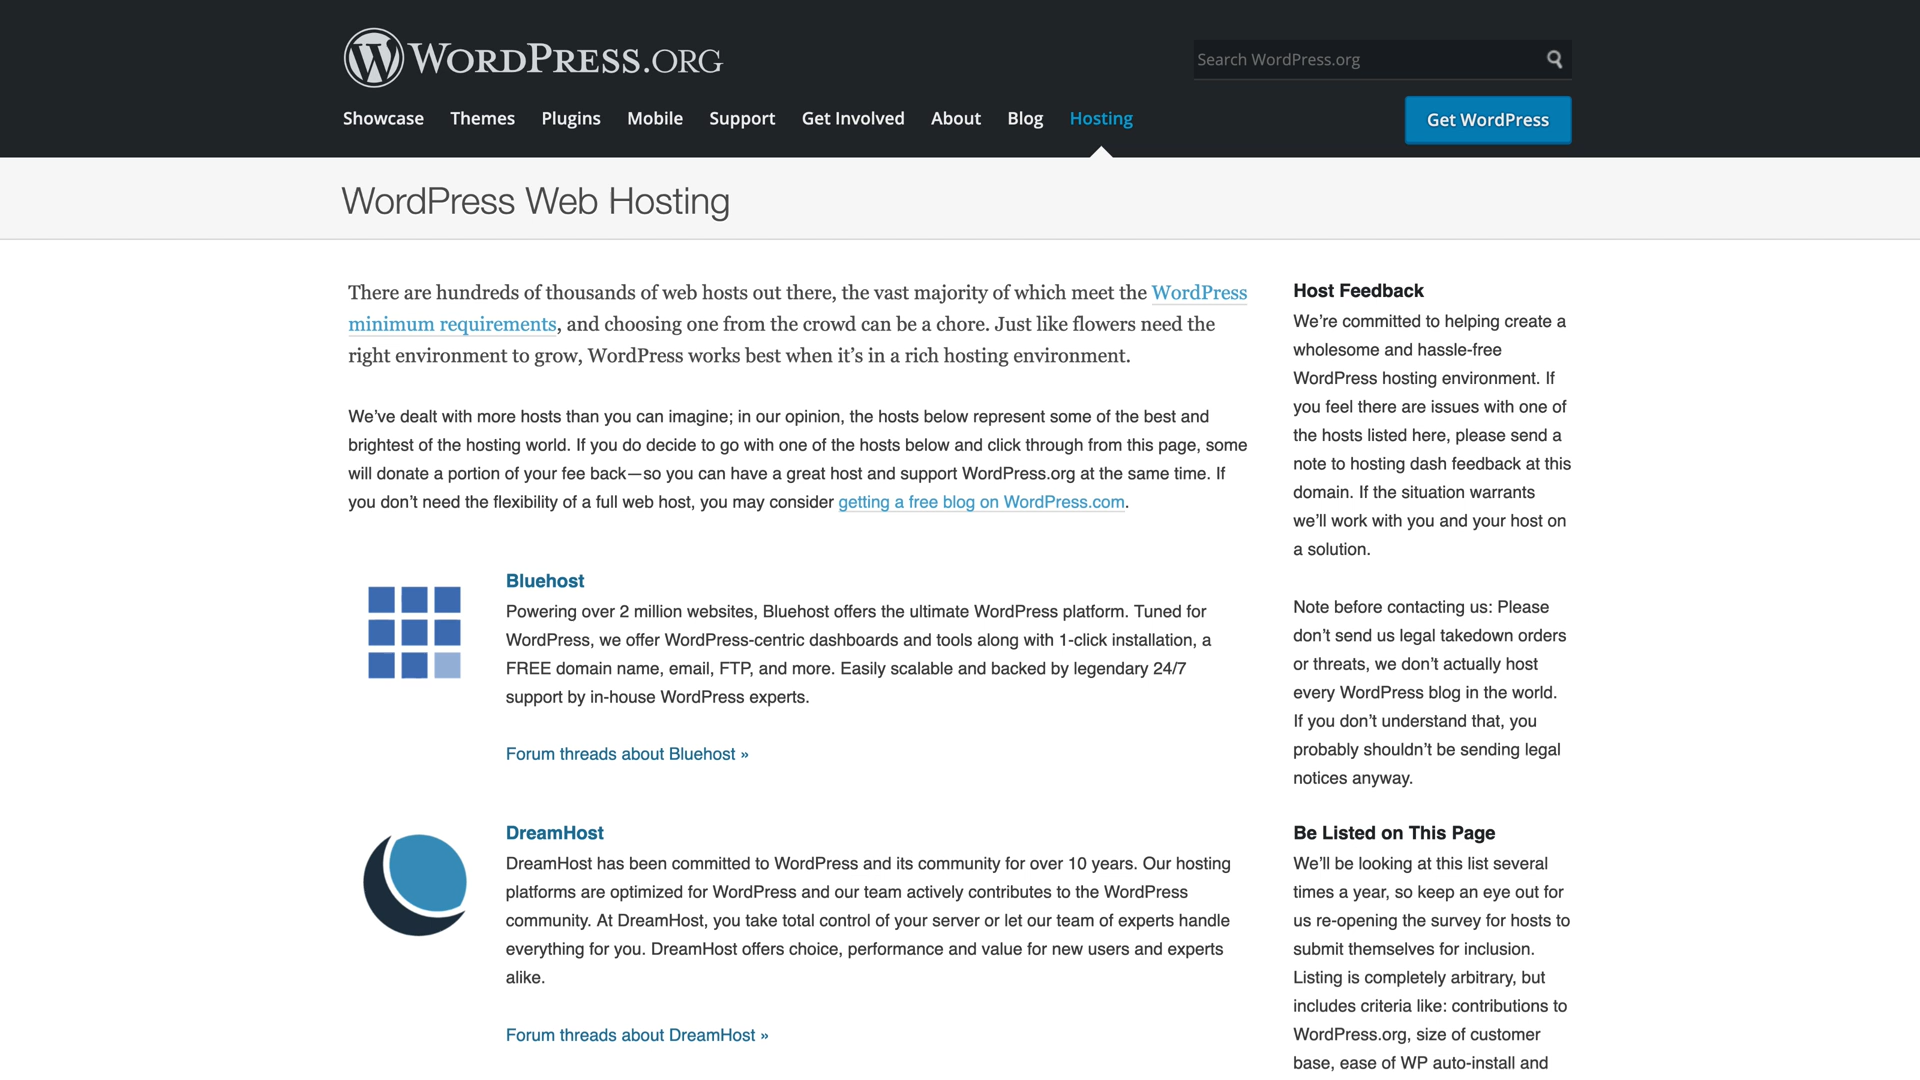 WORDPRESS.ORG
Search WordPress.org
Showcase Themes Plugins Mobile Support Get Involved About Blog Hosting
Get WordPress
WordPress Web Hosting
There are hundreds of thousands of web hosts out there, the vast majority of which meet the WordPress
minimum requirements, and choosing one from the crowd can be a chore. Just like flowers need the
right environment to grow, WordPress works best when it’s in a rich hosting environment.
We’ve dealt with more hosts than you can imagine; in our opinion, the hosts below represent some of the best and
brightest of the hosting world. If you do decide to go with one of the hosts below and click through from this page, some
will donate a portion of your fee back—so you can have a great host and support WordPress.org at the same time. If
you don’t need the flexibility of a full web host, you may consider getting a free blog on WordPress.com.
Bluehost
Powering over 2 million websites, Bluehost offers the ultimate WordPress platform. Tuned for
WordPress, we offer WordPress-centric dashboards and tools along with 1-click installation, a
FREE domain name, email, FTP, and more. Easily scalable and backed by legendary 24/7
support by in-house WordPress experts.
Forum threads about Bluehost »
DreamHost
DreamHost has been committed to WordPress and its community for over 10 years. Our hosting
platforms are optimized for WordPress and our team actively contributes to the WordPress
community. At DreamHost, you take total control of your server or let our team of experts handle
everything for you. DreamHost offers choice, performance and value for new users and experts
alike.
Forum threads about DreamHost »
Host Feedback
We’re committed to helping create a
wholesome and hassle-free
WordPress hosting environment. If
you feel there are issues with one of
the hosts listed here, please send a
note to hosting dash feedback at this
domain. If the situation warrants
we’ll work with you and your host on
a solution.
Note before contacting us: Please
don’t send us legal takedown orders
or threats, we don’t actually host
every WordPress blog in the world.
If you don’t understand that, you
probably shouldn’t be sending legal
notices anyway.
Be Listed on This Page
We’ll be looking at this list several
times a year, so keep an eye out for
us re-opening the survey for hosts to
submit themselves for inclusion.
Listing is completely arbitrary, but
includes criteria like: contributions to
WordPress.org, size of customer
base, ease of WP auto-install and